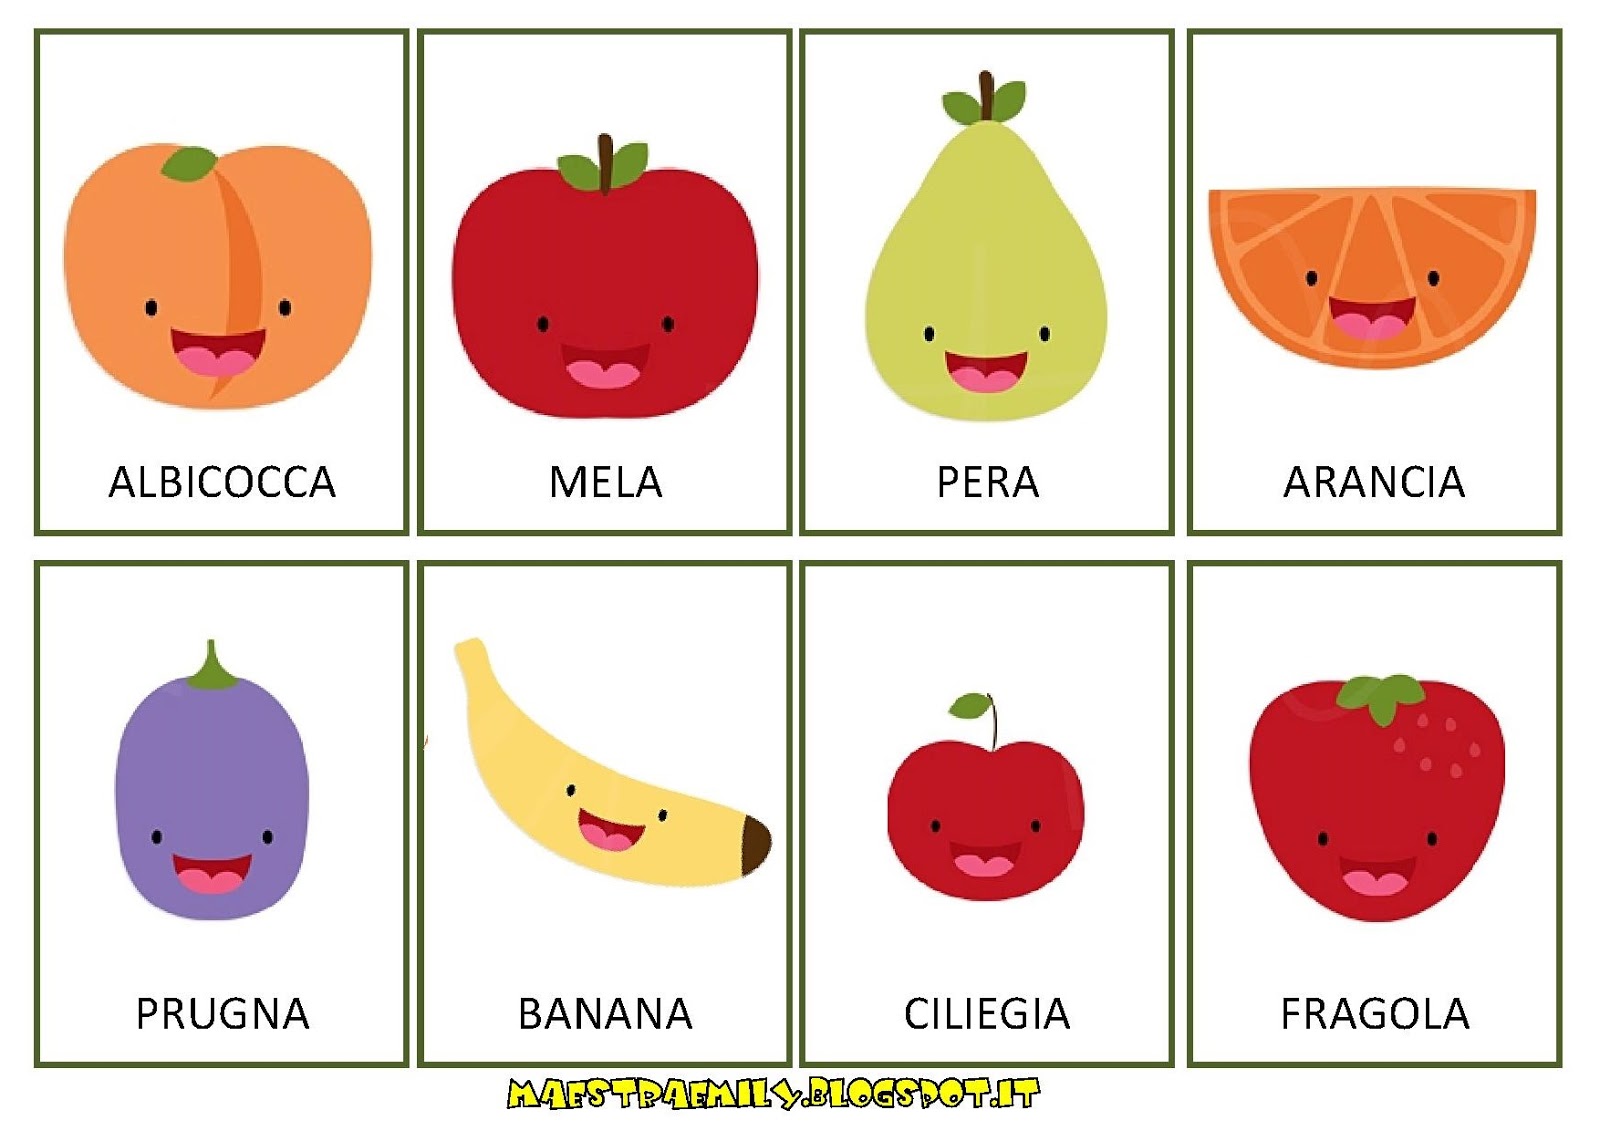 ALBICOCCA
MELA
PERA
ARANCIA
PRUGNA
BANANA
CILIEGIA
FRAGOLA
MAESTRAEMILY.BLOGSPOT.IT